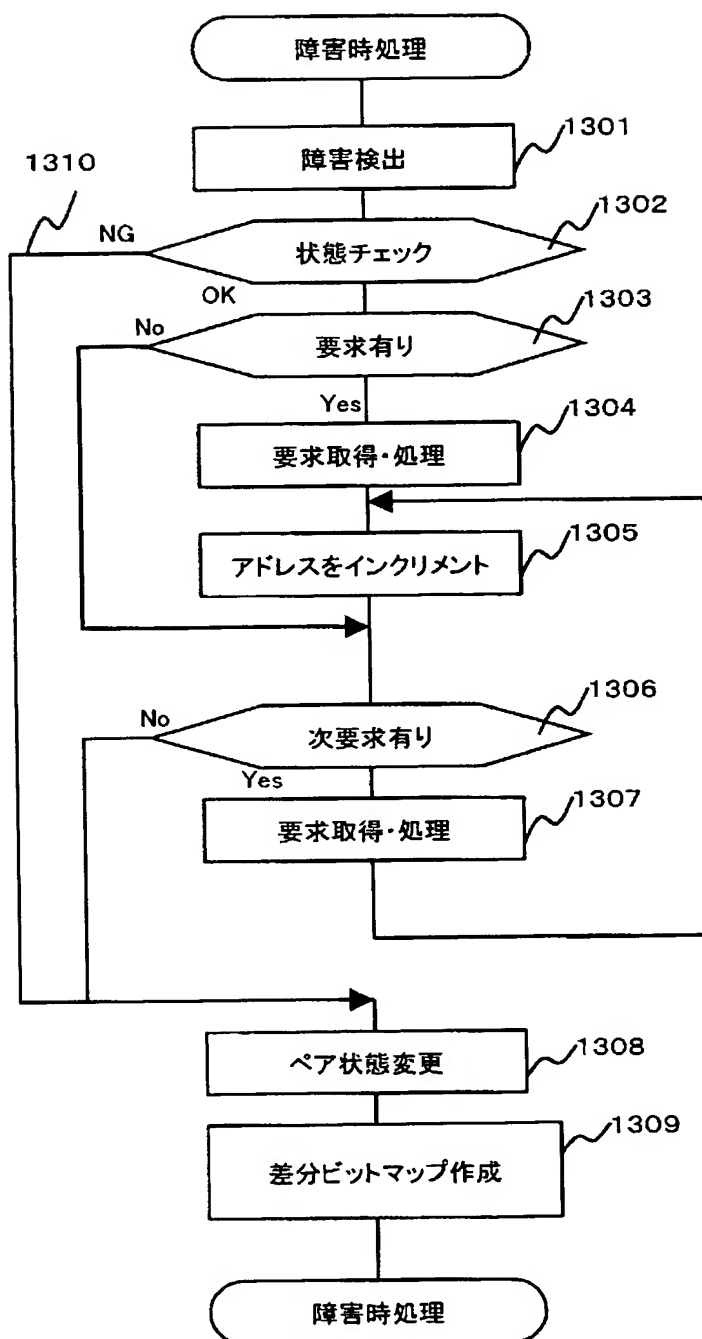 障害時処理
1301
障害検出
1310
1302
NG
状態チェック
OK
1303
No
要求有り
Yes
1304
要求取得・処理
1305
アドレスをインクリメント
1306
No
次要求有り
Yes
1307
要求取得・処理
1308
ペア状態変更
1309
差分ビットマップ作成
障害時処理